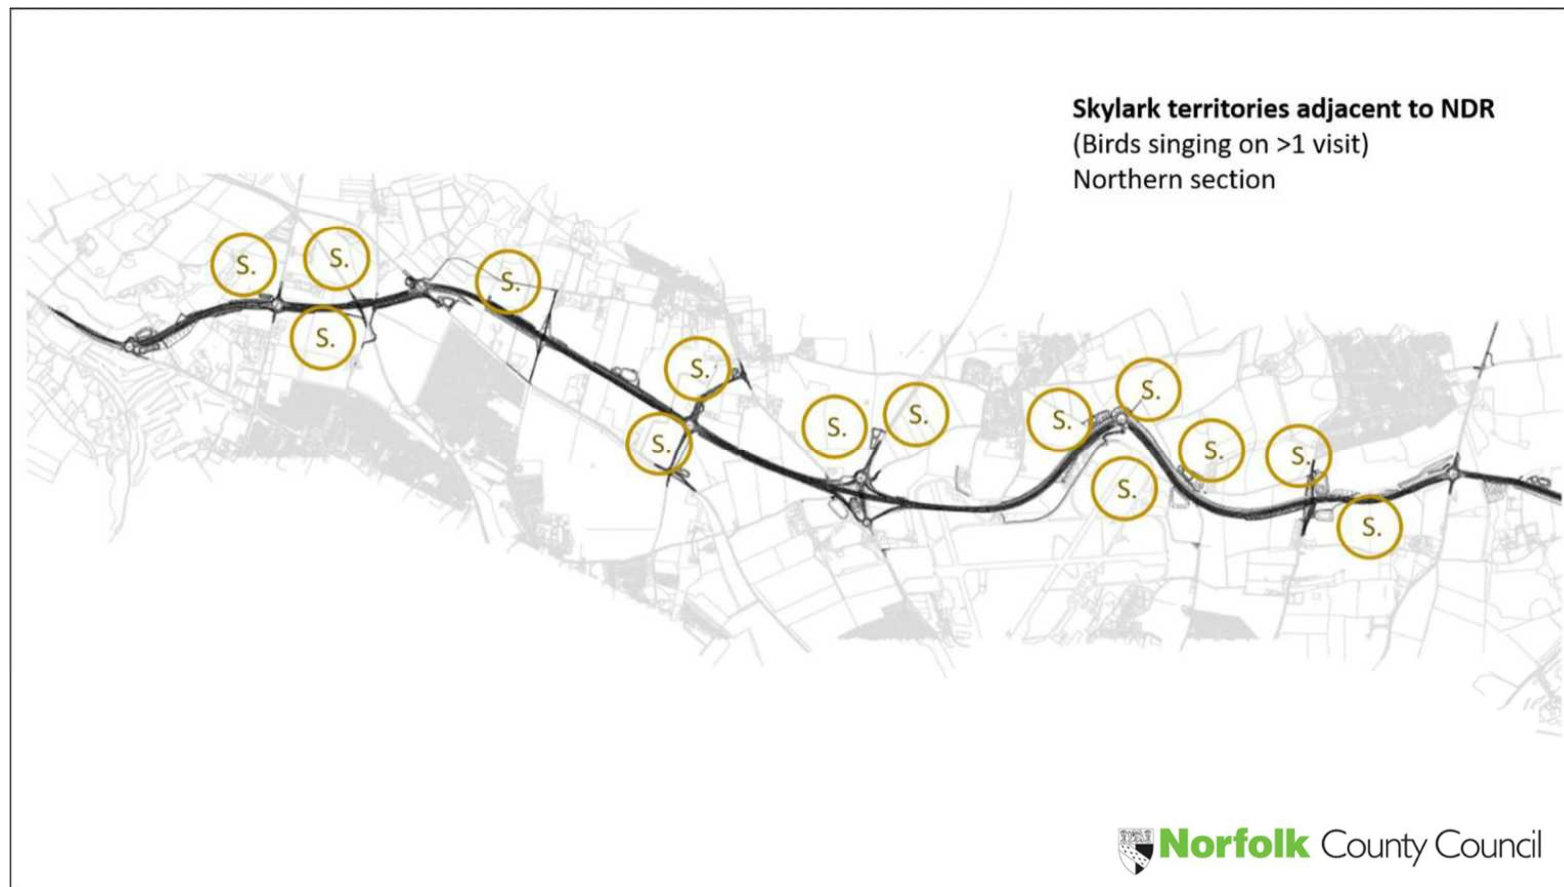 Skylark territories adjacent to NDR
(Birds singing on >1 visit)
Northern section
S.
S.
S.
S.
S.
S.
S.
S.
S.
S.
S.
S.
S.
S.
Norfolk County Council